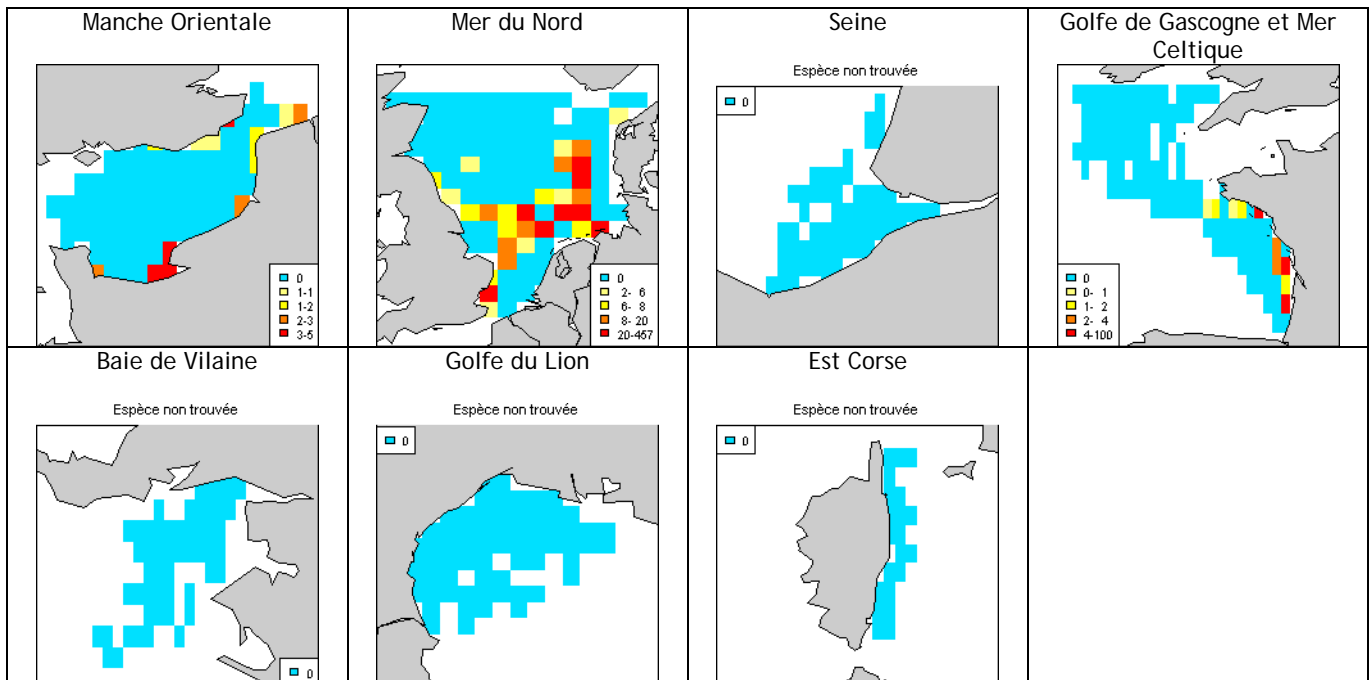 Manche Orientale
Mer du Nord
Seine
Golfe de Gascogne et Mer
Celtique
Espèce non trouvée
0
1-1
1-2
2-3
3-5
0
2- 6
6- 8
8- 20
20-457
0
0
0- 1
1- 2
2- 4
4-100
Baie de Vilaine
Golfe du Lion
Est Corse
Espèce non trouvée
Espèce non trouvée
Espèce non trouvée
0
0
0